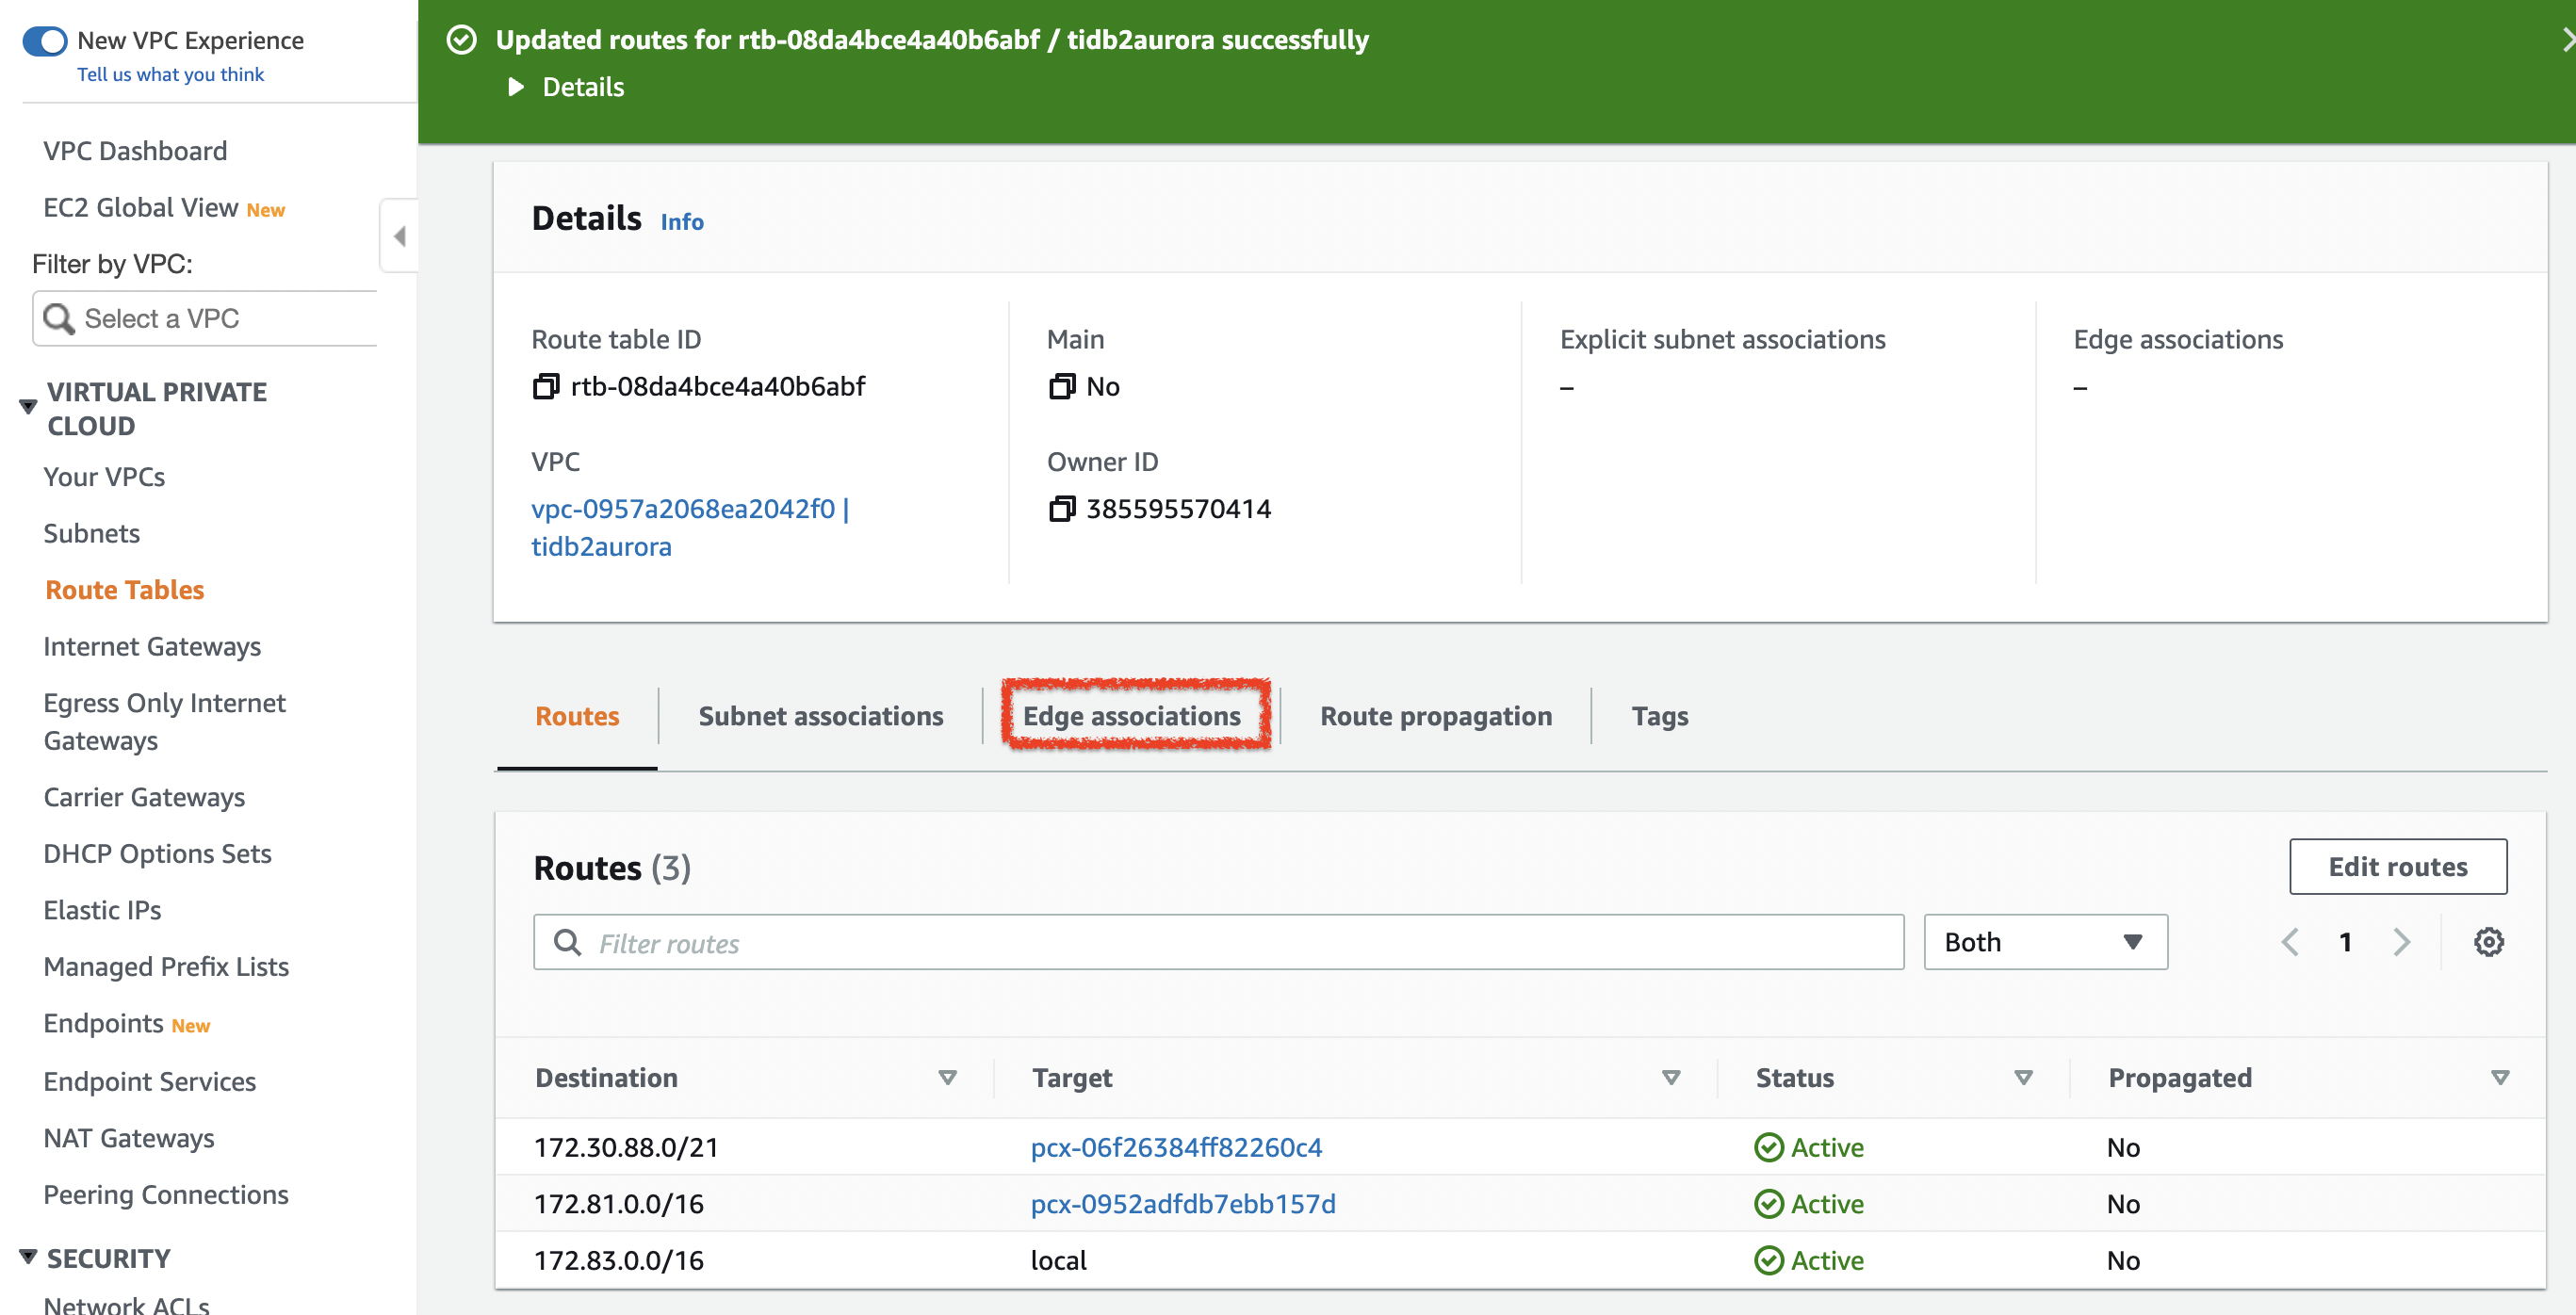 New VPC Experience
Tell us what you think
VPC Dashboard
EC2 Global View New
Filter by VPC:
Select a VPC
VIRTUAL PRIVATE
CLOUD
Your VPCs
Subnets
Route Tables
Internet Gateways
Egress Only Internet
Gateways
Carrier Gateways
DHCP Options Sets
Elastic IPs
Managed Prefix Lists
Endpoints New
Endpoint Services
NAT Gateways
Peering Connections
SECURITY
Network ACLs
Updated routes for rtb-08da4bce4a40b6abf / tidb2aurora successfully
Details
Details Info
Route table ID
rtb-08da4bce4a40b6abf
Main
No
Explicit subnet associations
–
Edge associations
–
VPC
vpc-0957a2068ea2042f0 |
tidb2aurora
Owner ID
385595570414
Routes Subnet associations Edge associations Route propagation Tags
Routes (3)
Edit routes
Filter routes
Both
1
Destination Target Status Propagated
172.30.88.0/21 pcx-06f26384ff82260c4 Active No
172.81.0.0/16 pcx-0952adfdb7ebb157d Active No
172.83.0.0/16 local Active No